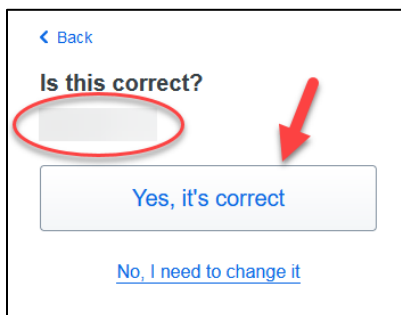 Back
Is this correct?
Yes, it's correct
No, I need to change it